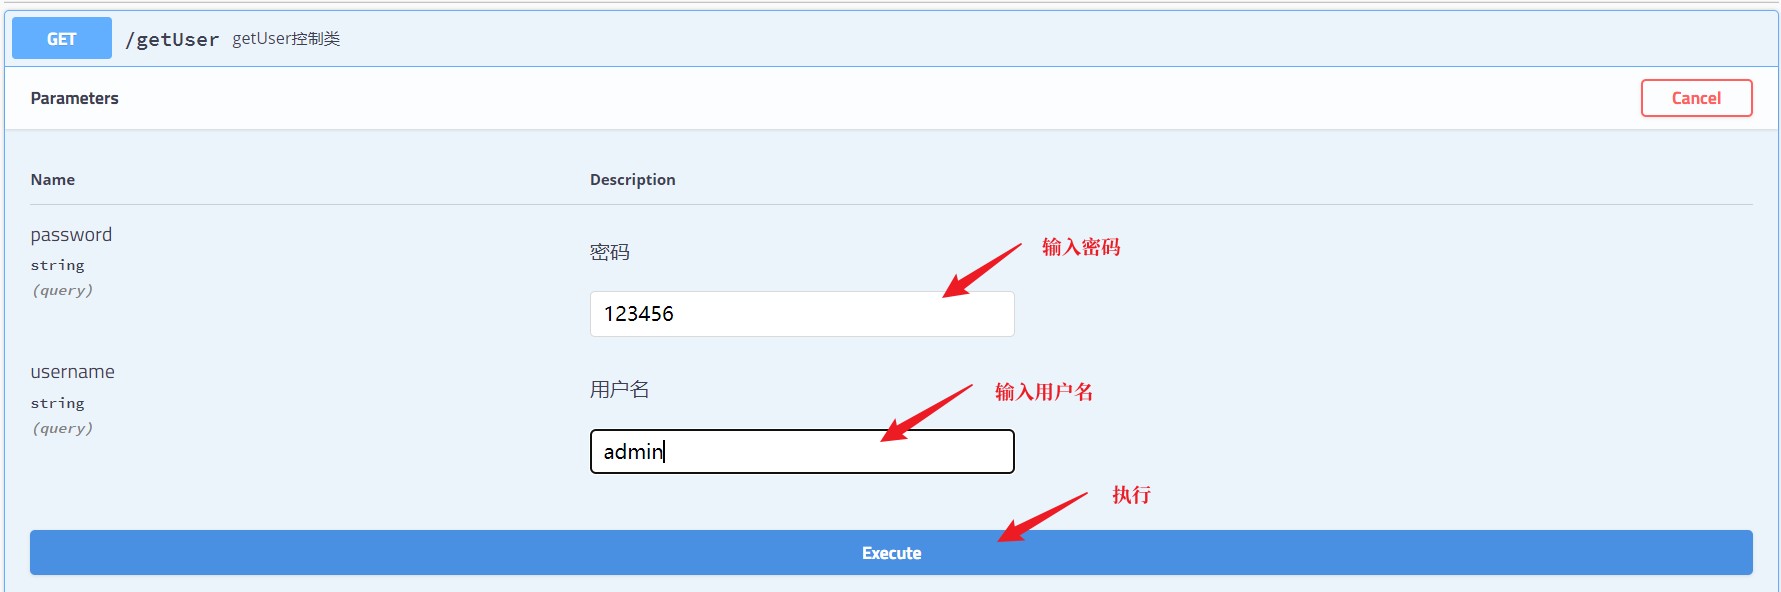 GET /getUser getUser控制类
Parameters Cancel
Name Description
password
string
(query)
密码
输入密码
123456
username
string
(query)
用户名
输入用户名
admin
执行
Execute